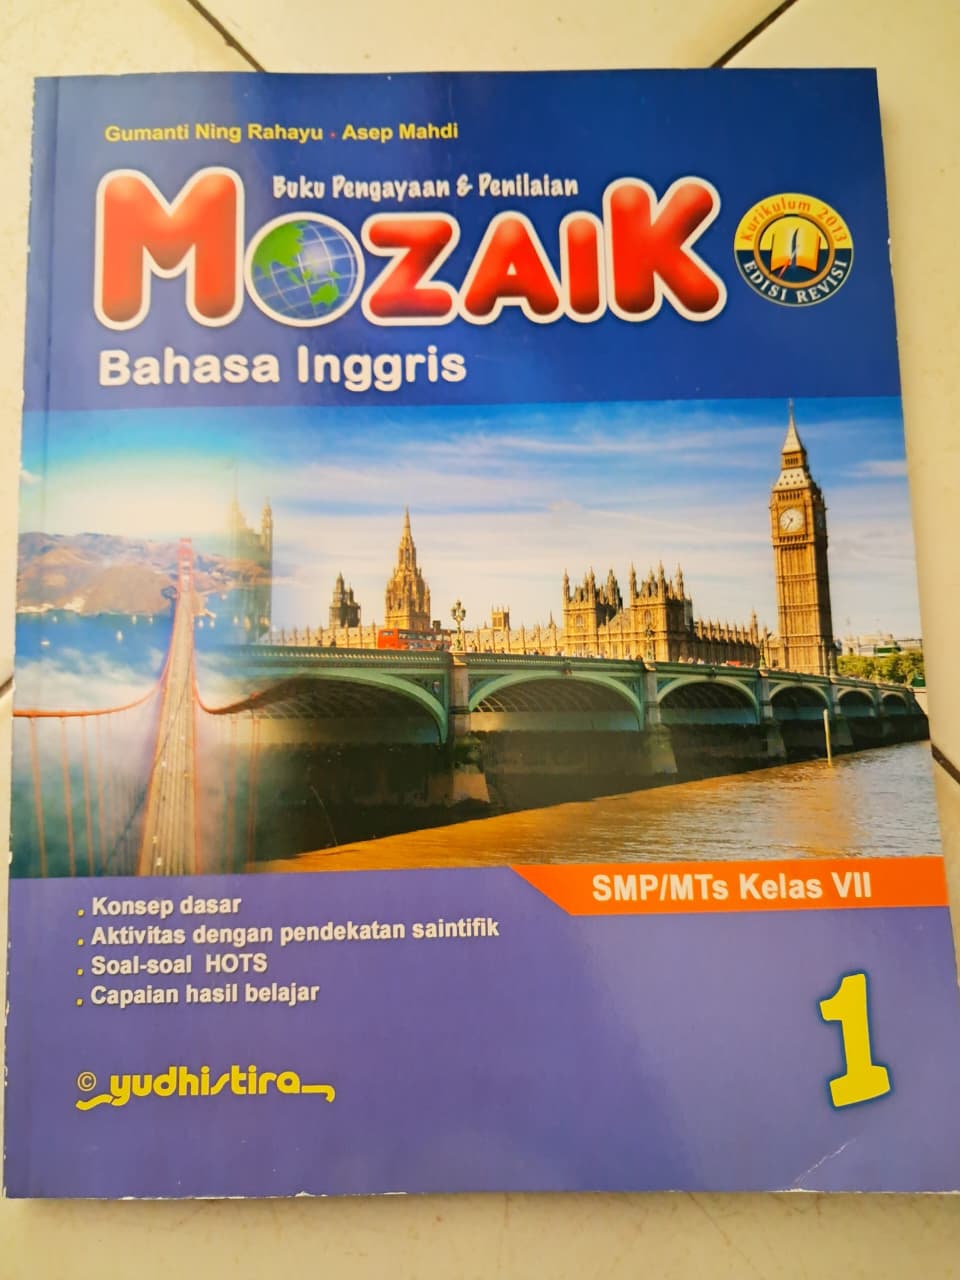 Gumanti Ning Rahayu · Asep Mahdi
Buku Pengayaan & Penilaian
MOZAIK
Kurikulum 2013
EDISI REVISI
Bahasa Inggris
SMP/MTs Kelas VII
. Konsep dasar
. Aktivitas dengan pendekatan saintifik
. Soal-soal HOTS
. Capaian hasil belajar
1
© yudhistira